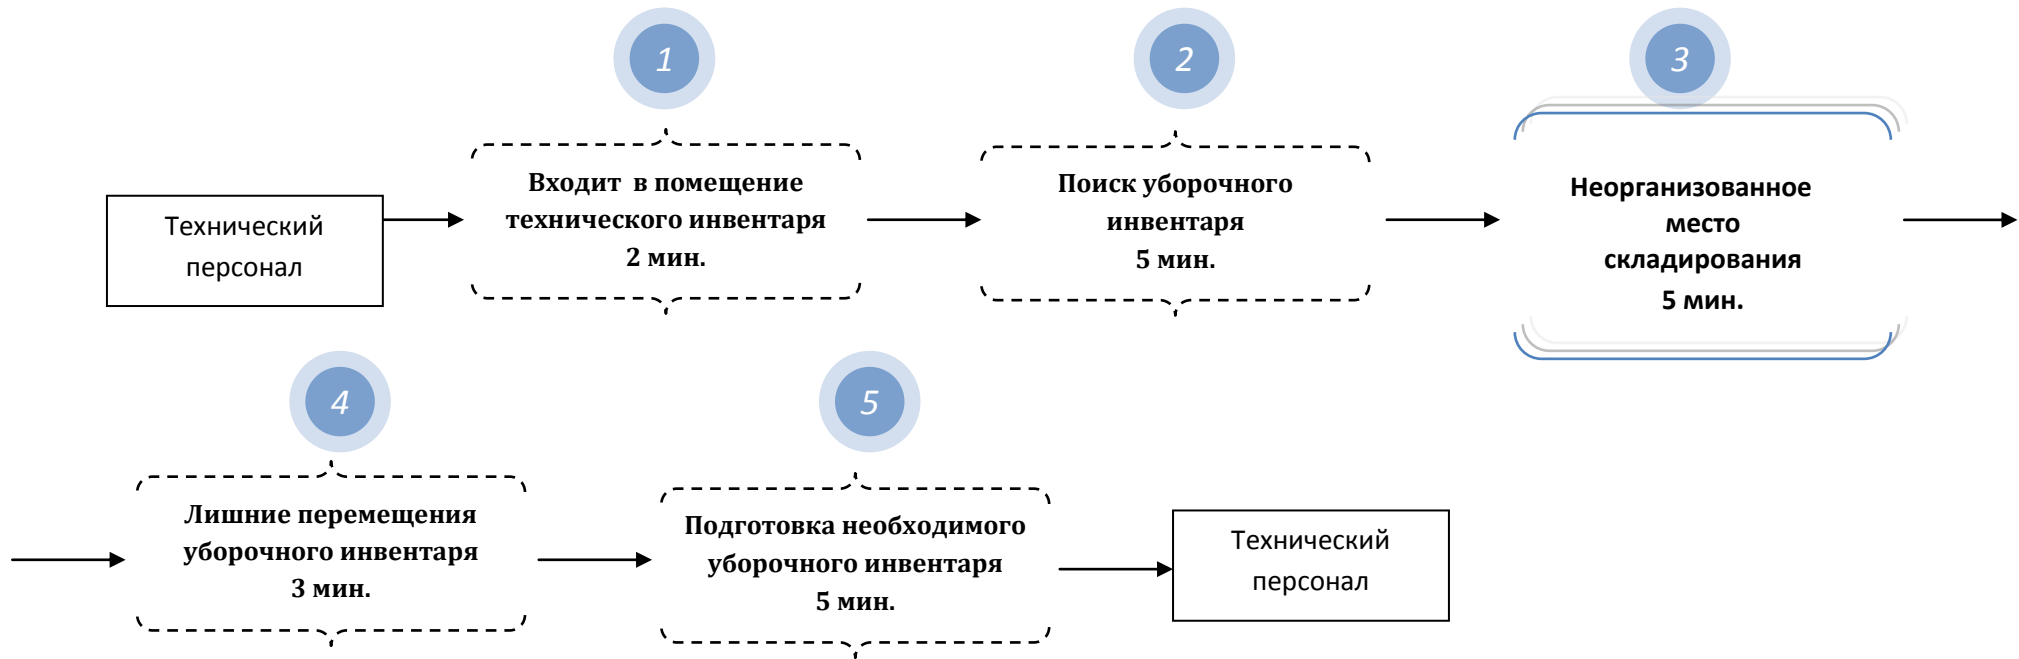 1
2
3
Технический
персонал
Входит в помещение
технического инвентаря
2 мин.
Поиск уборочного
инвентаря
5 мин.
Неорганизованное
место
складирования
5 мин.
4
5
Лишние перемещения
уборочного инвентаря
3 мин.
Подготовка необходимого
уборочного инвентаря
5 мин.
Технический
персонал